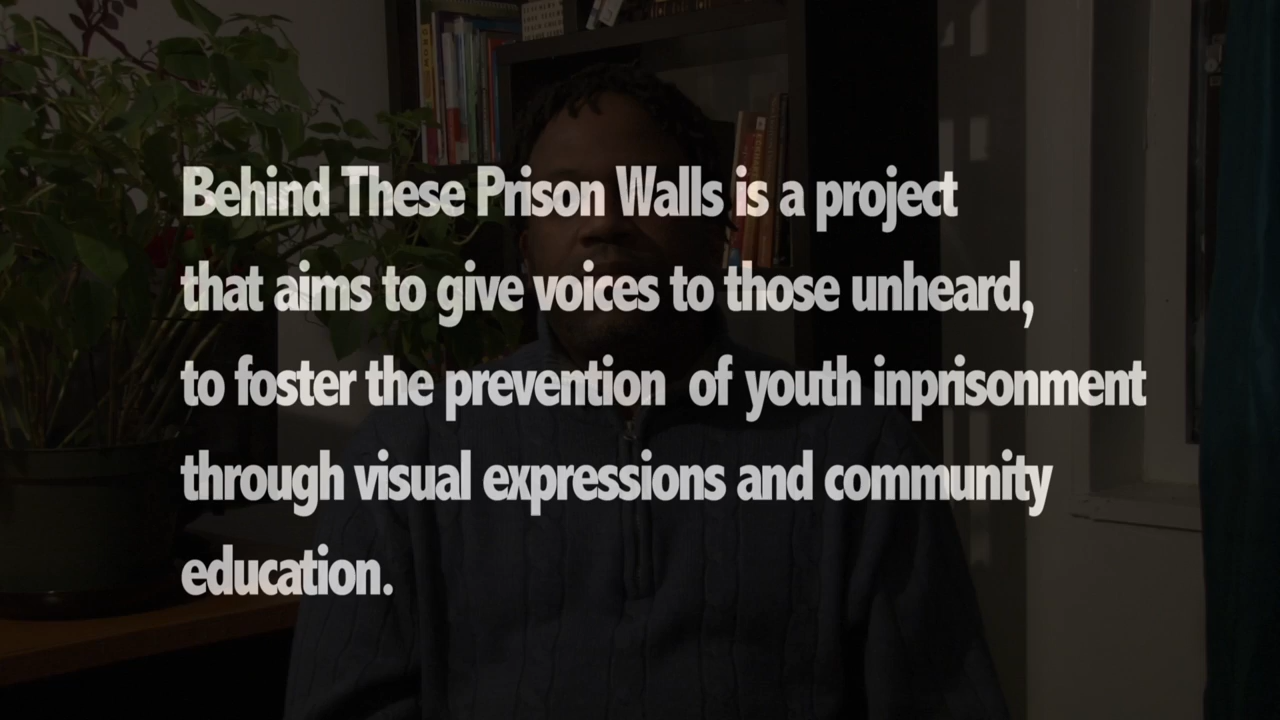 Behind These Prison Walls is a project
that aims to give voices to those unheard,
to foster the prevention  of youth inprisonment
through visual expressions and community
education.